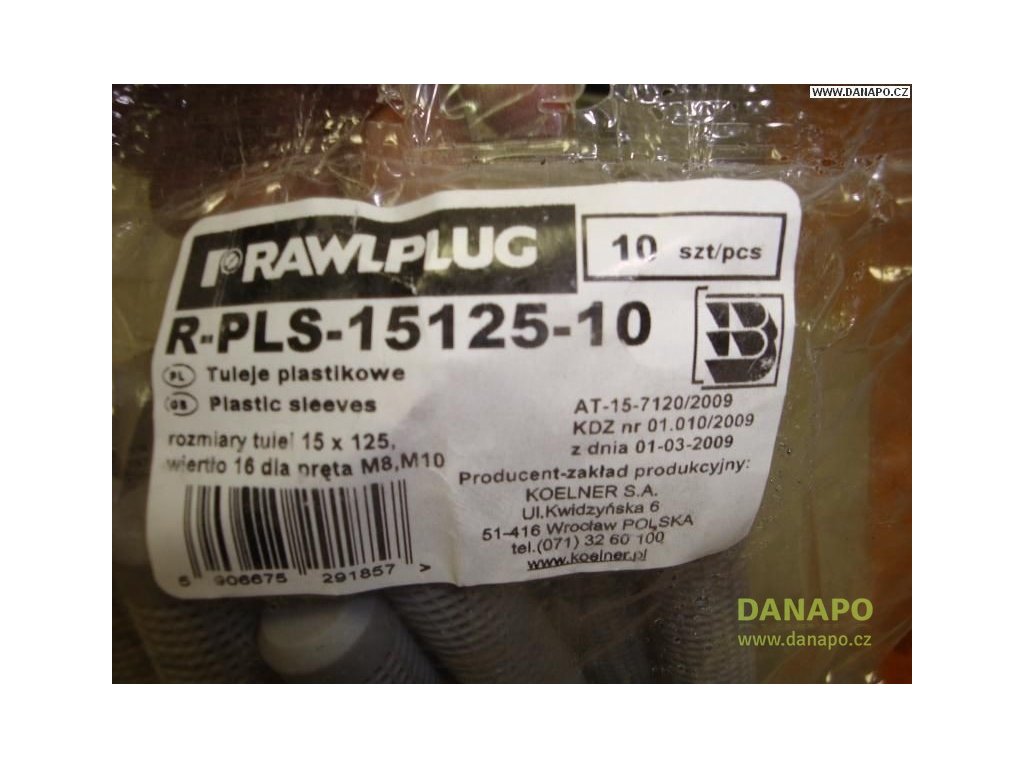 WWW.DANAPO.CZ
RAWLPLUG
10 szt/pcs
R-PLS-15125-10
PL Tuleje plastikowe
GB Plastic sleeves
rozmiary tulei 15 x 125,
wiertło 16 dla pręta M8,M10
AT-15-7120/2009
KDZ nr 01.010/2009
z dnia 01-03-2009
Producent-zakład produkcyjny:
KOELNER S.A.
Ul.Kwidzyńska 6
51-416 Wrocław POLSKA
tel.(071) 32 60 100
www.koelner.pl
5 906675 291857 >
DANAPO
www.danapo.cz